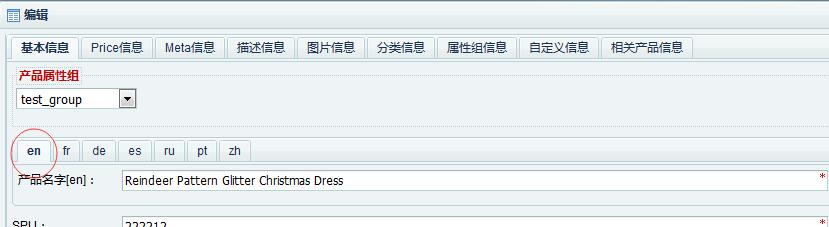 编辑
基本信息 Price信息 Meta信息 描述信息 图片信息 分类信息 属性组信息 自定义信息 相关产品信息
产品属性组
test_group
en fr de es ru pt zh
产品名字[en]： Reindeer Pattern Glitter Christmas Dress *
SPU： 222212 *